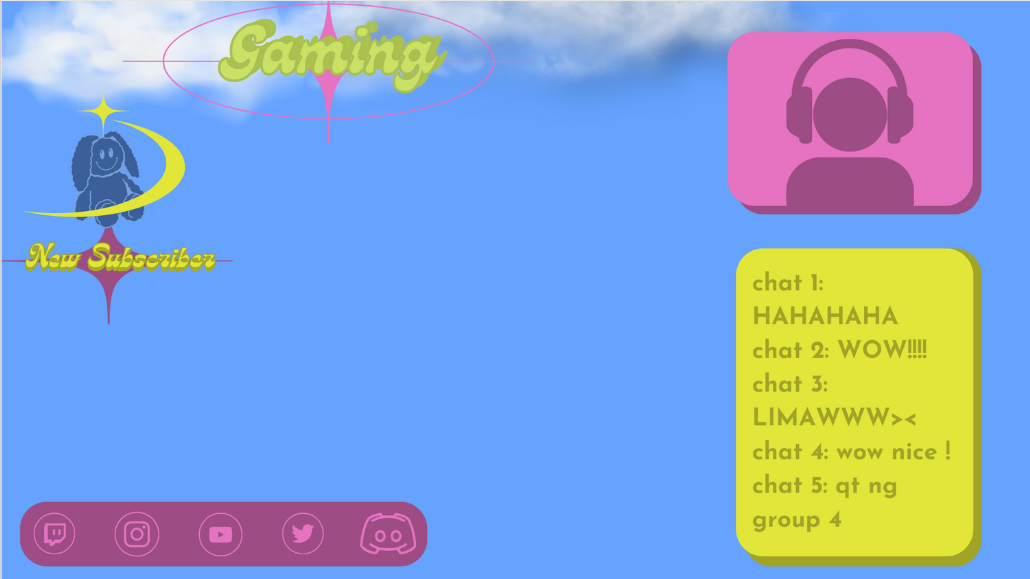 Gaming
New Subscriber
chat 1:
HAHAHAHA
chat 2: WOW!!!!
chat 3:
LIMAWWW><
chat 4: wow nice !
chat 5: qt ng
group 4